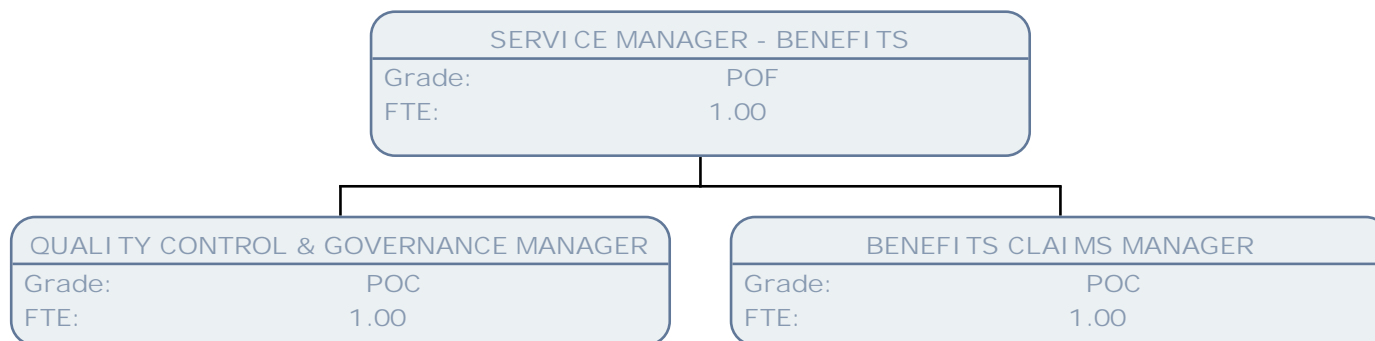 SERVICE MANAGER - BENEFITS
Grade: POF
FTE: 1.00
QUALITY CONTROL & GOVERNANCE MANAGER
Grade: POC
FTE: 1.00
BENEFITS CLAIMS MANAGER
Grade: POC
FTE: 1.00